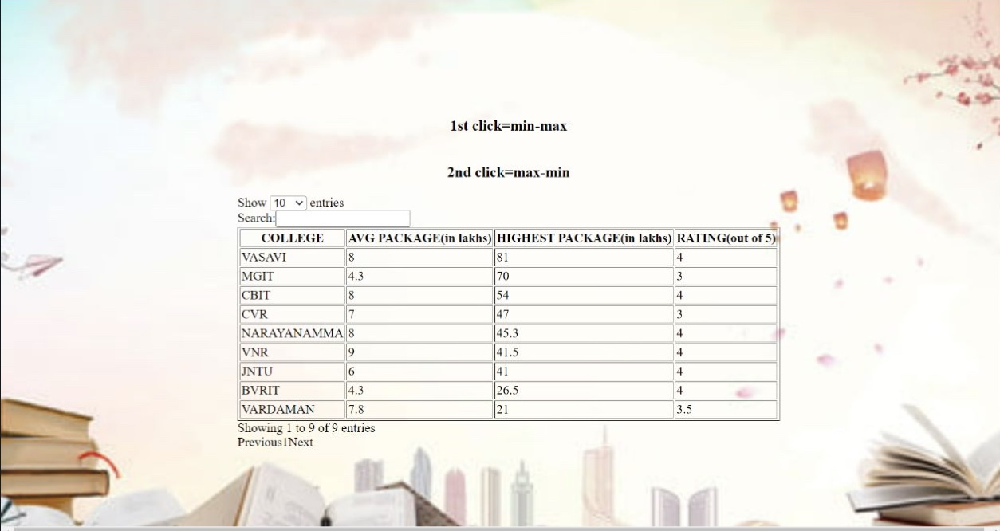 1st click=min-max
2nd click=max-min
Show 10 entries
Search:
COLLEGE AVG PACKAGE(in lakhs) HIGHEST PACKAGE(in lakhs) RATING(out of 5)
VASAVI 8 81 4
MGIT 4.3 70 3
CBIT 8 54 4
CVR 7 47 3
NARAYANAMMA 8 45.3 4
VNR 9 41.5 4
JNTU 6 41 4
BVRIT 4.3 26.5 4
VARDAMAN 7.8 21 3.5
Showing 1 to 9 of 9 entries
Previous1Next